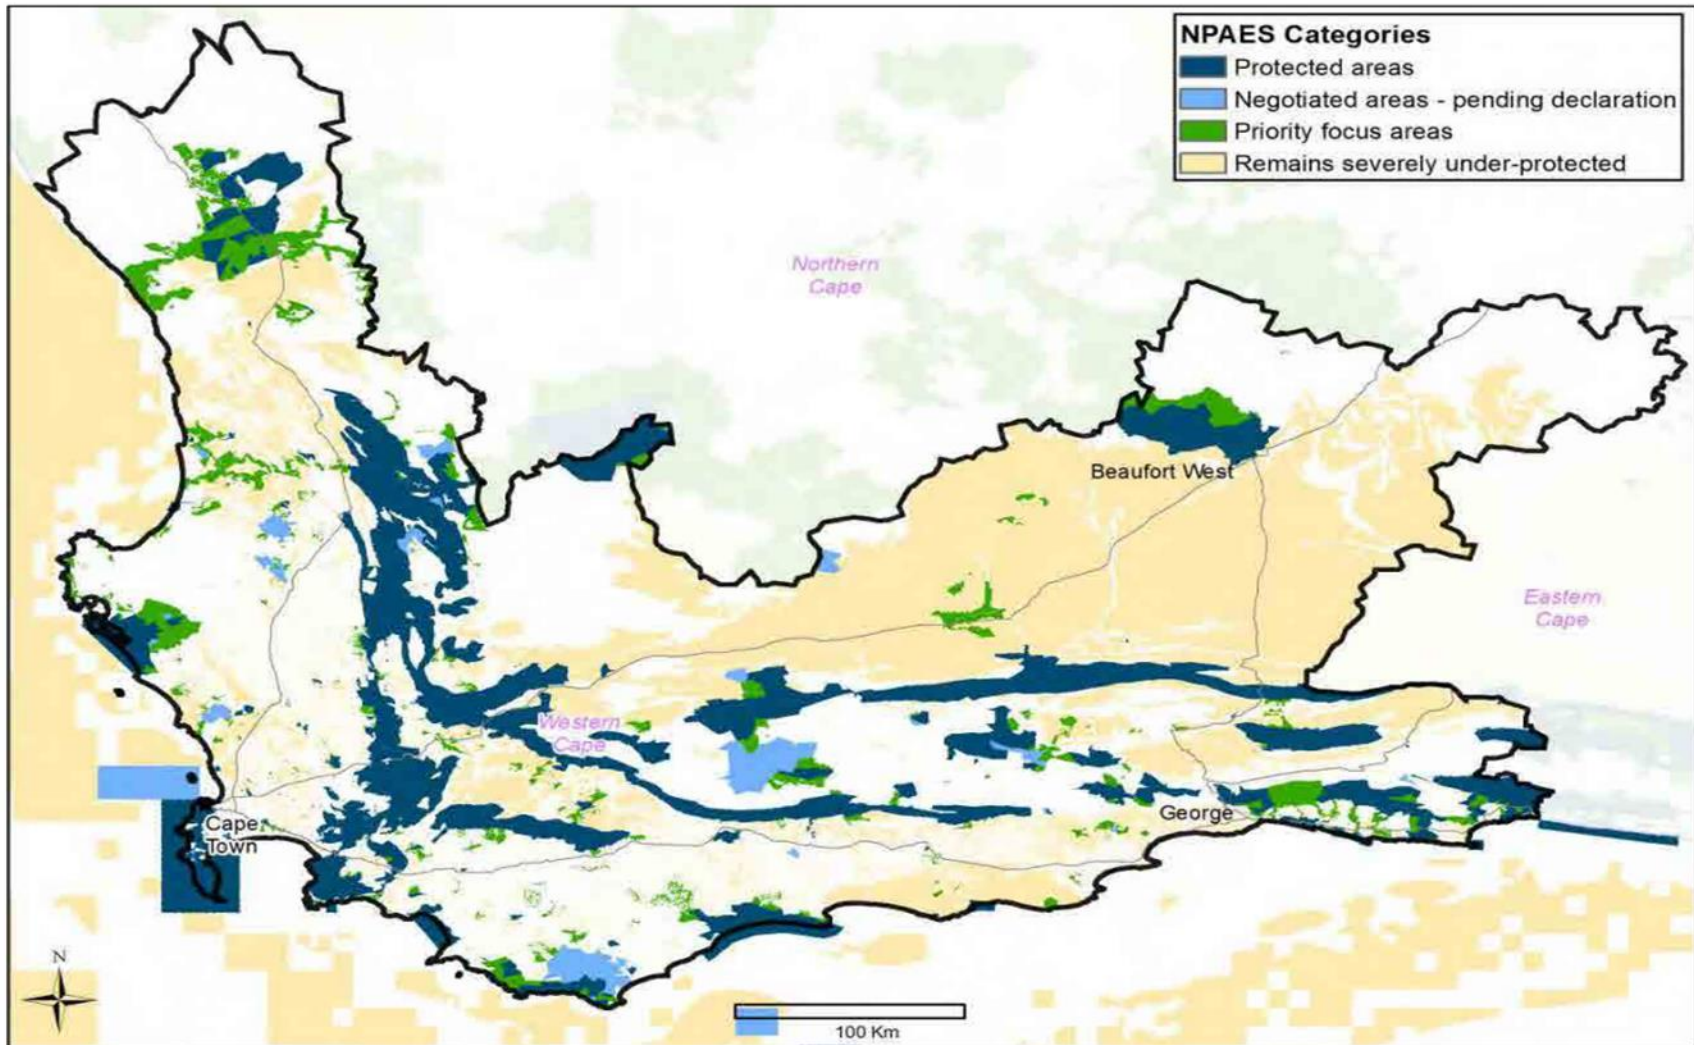 NPAES Categories
Protected areas
Negotiated areas - pending declaration
Priority focus areas
Remains severely under-protected
Northern
Cape
Beaufort West
Eastern
Cape
Western
Cape
George
Cape
Town
N
100 Km